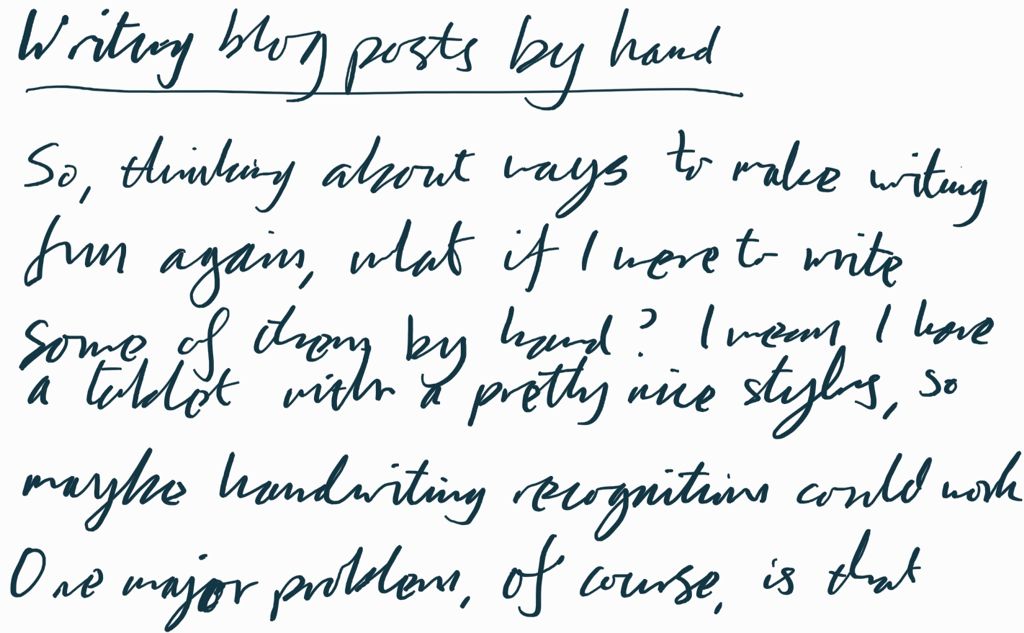 Writing blog posts by hand
So, thinking about ways to make writing
fun again, what if I were to write
some of them by hand? I mean I have
a tablet with a pretty nice stylus, so
maybe handwriting recognition could work
One major problem, of course, is that